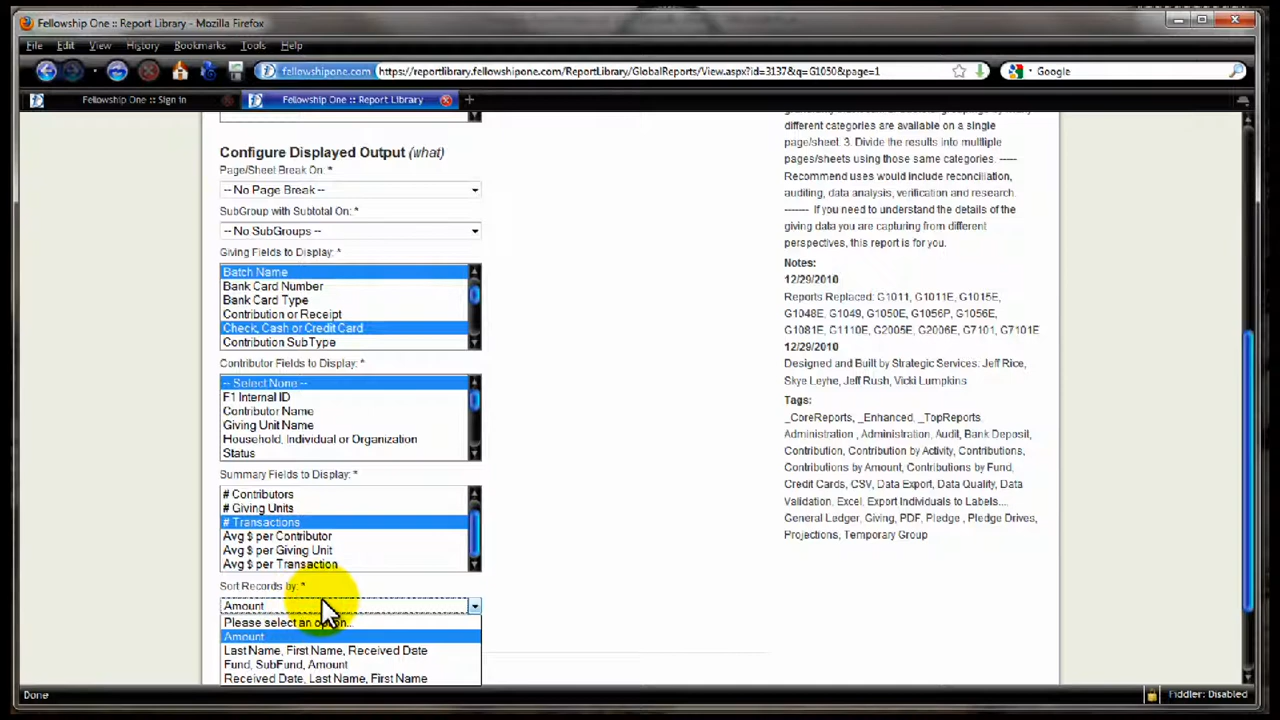 Fellowship One :: Report Library - Mozilla Firefox
File Edit View History Bookmarks Tools Help
fellowshipone.com https://reportlibrary.fellowshipone.com/ReportLibrary/GlobalReports/View.aspx?id=3137&q=G1050&page=1 Google
Fellowship One :: Sign in Fellowship One :: Report Library
Configure Displayed Output (what)
Page/Sheet Break On: *
-- No Page Break --
SubGroup with Subtotal On: *
-- No SubGroups --
Giving Fields to Display: *
Batch Name
Bank Card Number
Bank Card Type
Contribution or Receipt
Check, Cash or Credit Card
Contribution SubType
Contributor Fields to Display: *
-- Select None --
F1 Internal ID
Contributor Name
Giving Unit Name
Household, Individual or Organization
Status
Summary Fields to Display: *
# Contributors
# Giving Units
# Transactions
Avg $ per Contributor
Avg $ per Giving Unit
Avg $ per Transaction
Sort Records by: *
Amount
Please select an option...
Amount
Last Name, First Name, Received Date
Fund, SubFund, Amount
Received Date, Last Name, First Name
different categories are available on a single
page/sheet. 3. Divide the results into mulltiple
pages/sheets using those same categories. -----
Recommend uses would include reconciliation,
auditing, data analysis, verification and research.
------- If you need to understand the details of the
giving data you are capturing from different
perspectives, this report is for you.
Notes:
12/29/2010
Reports Replaced: G1011, G1011E, G1015E,
G1048E, G1049, G1050E, G1056P, G1056E,
G1081E, G1110E, G2005E, G2006E, G7101, G7101E
12/29/2010
Designed and Built by Strategic Services: Jeff Rice,
Skye Leyhe, Jeff Rush, Vicki Lumpkins
Tags:
_CoreReports, _Enhanced, _TopReports
Administration , Administration, Audit, Bank Deposit,
Contribution, Contribution by Activity, Contributions,
Contributions by Amount, Contributions by Fund,
Credit Cards, CSV, Data Export, Data Quality, Data
Validation, Excel, Export Individuals to Labels...,
General Ledger, Giving, PDF, Pledge , Pledge Drives,
Projections, Temporary Group
Done Fiddler: Disabled